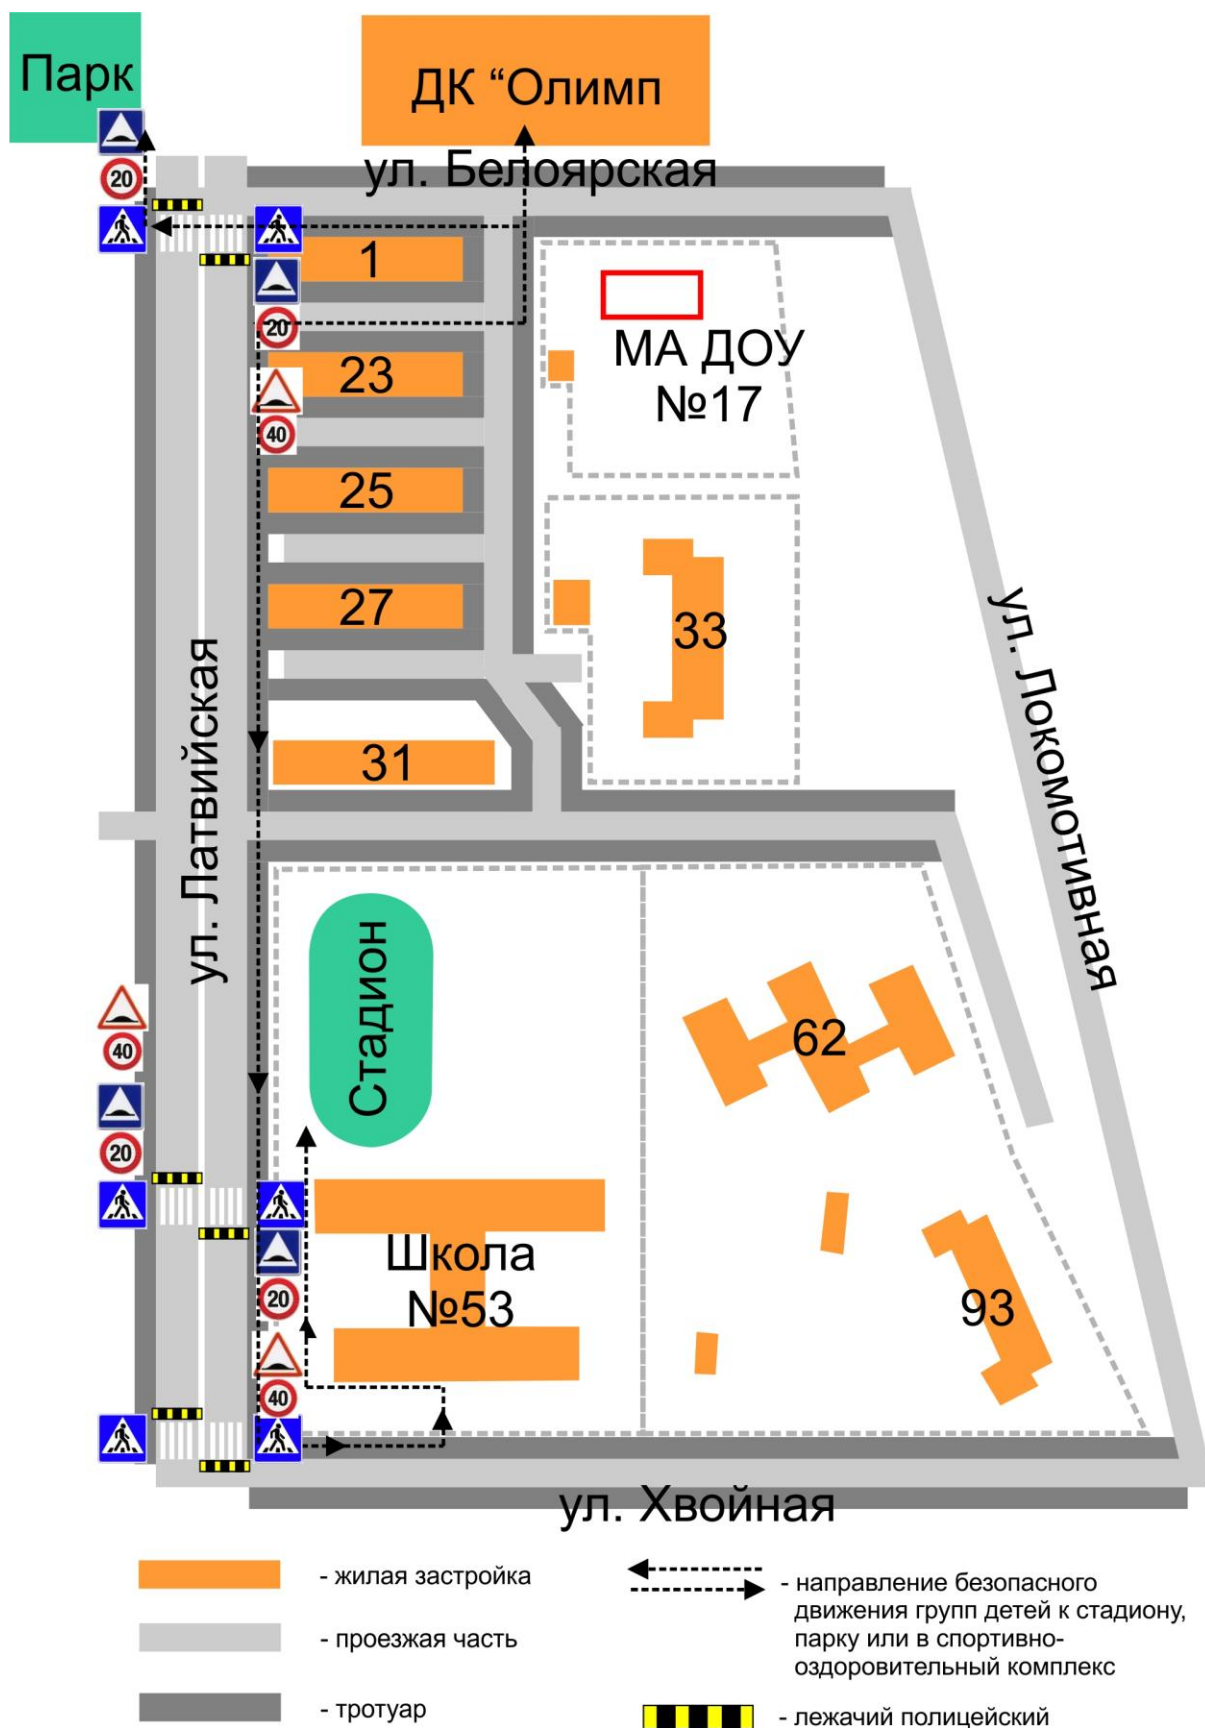 Парк
ДК “Олимп
ул. Белоярская
20
1
20
23
МА ДОУ
№17
40
25
27
33
ул. Латвийская
ул. Локомотивная
31
Стадион
40
62
20
Школа
№53
20
93
40
ул. Хвойная
- жилая застройка
- проезжая часть
- тротуар
- направление безопасного
движения групп детей к стадиону,
парку или в спортивно-
оздоровительный комплекс
- лежачий полицейский